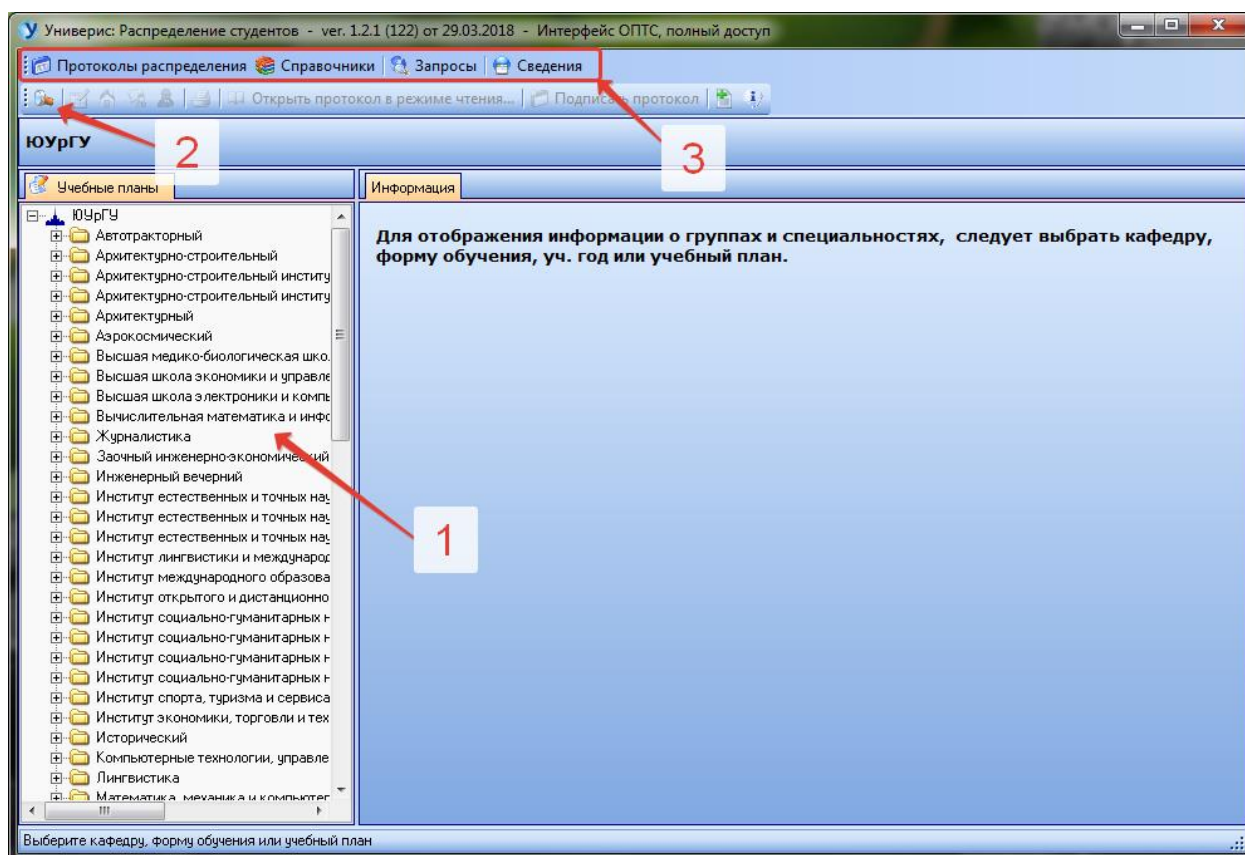 Универис: Распределение студентов - ver. 1.2.1 (122) от 29.03.2018 - Интерфейс ОПТС, полный доступ
Протоколы распределения Справочники Запросы Сведения
Открыть протокол в режиме чтения... Подписать протокол
ЮУрГУ
2
3
Учебные планы
Информация
ЮУрГУ
Автотракторный
Архитектурно-строительный
Архитектурно-строительный институ
Архитектурно-строительный институ
Архитектурный
Аэрокосмический
Высшая медико-биологическая шко.
Высшая школа экономики и управле
Высшая школа электроники и компь
Вычислительная математика и инфо
Журналистика
Заочный инженерно-экономический
Инженерный вечерний
Институт естественных и точных нау
Институт естественных и точных нау
Институт естественных и точных нау
Институт лингвистики и международ
Институт международного образова
Институт открытого и дистанционно
Институт социально-гуманитарных н
Институт социально-гуманитарных н
Институт социально-гуманитарных н
Институт социально-гуманитарных н
Институт спорта, туризма и сервиса
Институт экономики, торговли и тех
Исторический
Компьютерные технологии, управле
Лингвистика
Математика, механика и компьютер
Для отображения информации о группах и специальностях, следует выбрать кафедру,
форму обучения, уч. год или учебный план.
1
Выберите кафедру, форму обучения или учебный план